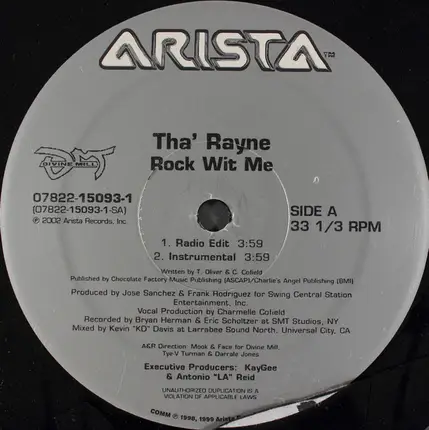 ARISTA™
DIVINE MILL
Tha' Rayne
Rock Wit Me
07822-15093-1
(07822-15093-1-SA)
℗ 2002 Arista Records, Inc.
SIDE A
33 1/3 RPM
1. Radio Edit 3:59
2. Instrumental 3:59
Written by T. Oliver & C. Cofield
Published by Chocolate Factory Music Publishing (ASCAP)/Charlie's Angel Publishing (BMI)
Produced by Jose Sanchez & Frank Rodriguez for Swing Central Station
Entertainment, Inc.
Vocal Production by Charmelle Cofield
Recorded by Bryan Herman & Eric Scholtzer at SMT Studios, NY
Mixed by Kevin "KD" Davis at Larrabee Sound North, Universal City, CA
A&R Direction: Mook & Face for Divine Mill,
Tye-V Turman & Darrale Jones
Executive Producers: KayGee
& Antonio "LA" Reid
UNAUTHORIZED DUPLICATION IS A
VIOLATION OF APPLICABLE LAWS
COMM ℗ 1998, 1999 Arista